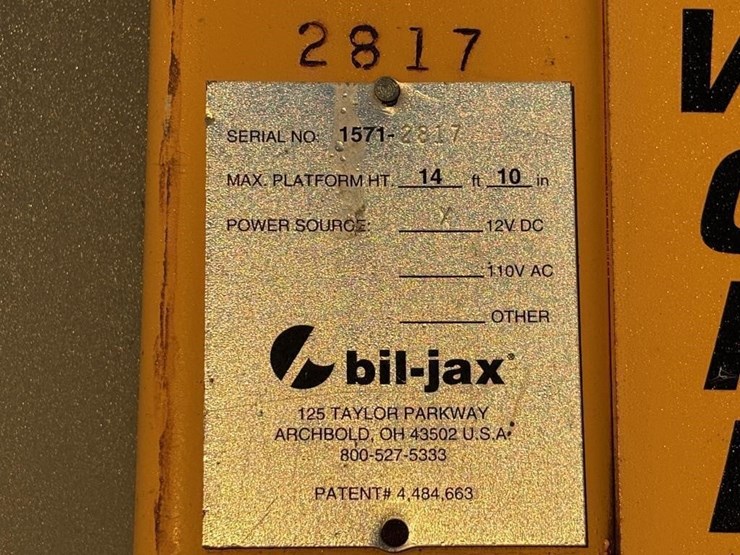 2817
SERIAL NO: 1571-2817
MAX. PLATFORM HT. 14 ft 10 in
POWER SOURCE: X 12V DC
110V AC
OTHER
bil-jax®
125 TAYLOR PARKWAY
ARCHBOLD, OH 43502 U.S.A.
800-527-5333
PATENT# 4,484,663